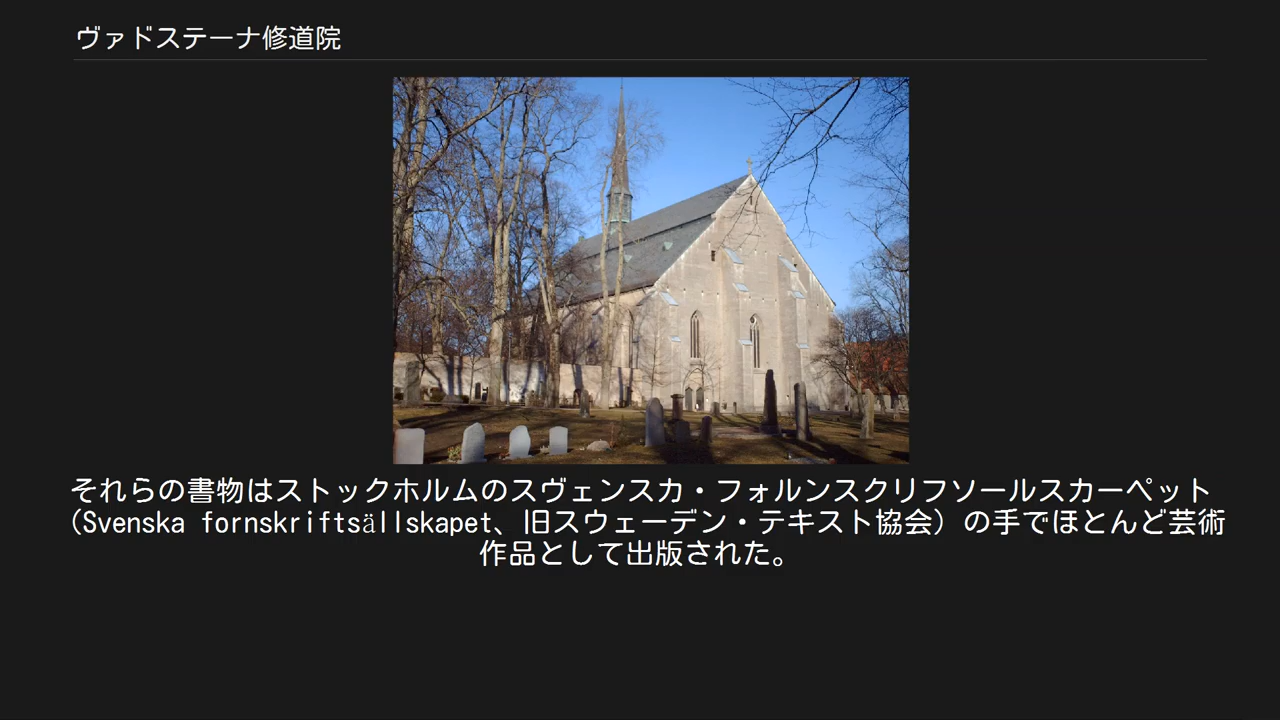 ヴァドステーナ修道院
それらの書物はストックホルムのスヴェンスカ・フォルンスクリフソールスカーペット
(Svenska fornskriftsällskapet、旧スウェーデン・テキスト協会) の手でほとんど芸術
作品として出版された。